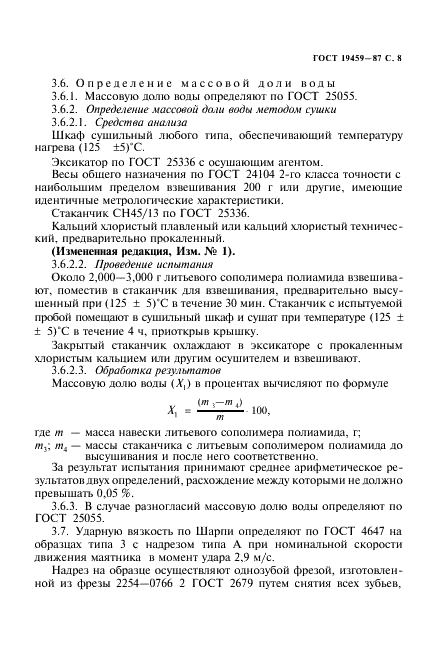 ГОСТ 19459—87 С. 8
3.6. Определение массовой доли воды
3.6.1. Массовую долю воды определяют по ГОСТ 25055.
3.6.2. Определение массовой доли воды методом сушки
3.6.2.1. Средства анализа
Шкаф сушильный любого типа, обеспечивающий температуру
нагрева (125 ±5)°С.
Эксикатор по ГОСТ 25336 с осушающим агентом.
Весы общего назначения по ГОСТ 24104 2-го класса точности с
наибольшим пределом взвешивания 200 г или другие, имеющие
идентичные метрологические характеристики.
Стаканчик СН45/13 по ГОСТ 25336.
Кальций хлористый плавленый или кальций хлористый техничес-
кий, предварительно прокаленный.
(Измененная редакция, Изм. № 1).
3.6.2.2. Проведение испытания
Около 2,000—3,000 г литьевого сополимера полиамида взвешива-
ют, поместив в стаканчик для взвешивания, предварительно высу-
шенный при (125 ± 5)°С в течение 30 мин. Стаканчик с испытуемой
пробой помещают в сушильный шкаф и сушат при температуре (125 ±
± 5)°С в течение 4 ч, приоткрыв крышку.
Закрытый стаканчик охлаждают в эксикаторе с прокаленным
хлористым кальцием или другим осушителем и взвешивают.
3.6.2.3. Обработка результатов
Массовую долю воды (X₁) в процентах вычисляют по формуле
X₁ = (m₃—m₄) / m · 100,
где m — масса навески литьевого сополимера полиамида, г;
m₃; m₄ — массы стаканчика с литьевым сополимером полиамида до
высушивания и после него соответственно.
За результат испытания принимают среднее арифметическое ре-
зультатов двух определений, расхождение между которыми не должно
превышать 0,05 %.
3.6.3. В случае разногласий массовую долю воды определяют по
ГОСТ 25055.
3.7. Ударную вязкость по Шарпи определяют по ГОСТ 4647 на
образцах типа 3 с надрезом типа А при номинальной скорости
движения маятника в момент удара 2,9 м/с.
Надрез на образце осуществляют однозубой фрезой, изготовлен-
ной из фрезы 2254—0766 2 ГОСТ 2679 путем снятия всех зубьев,